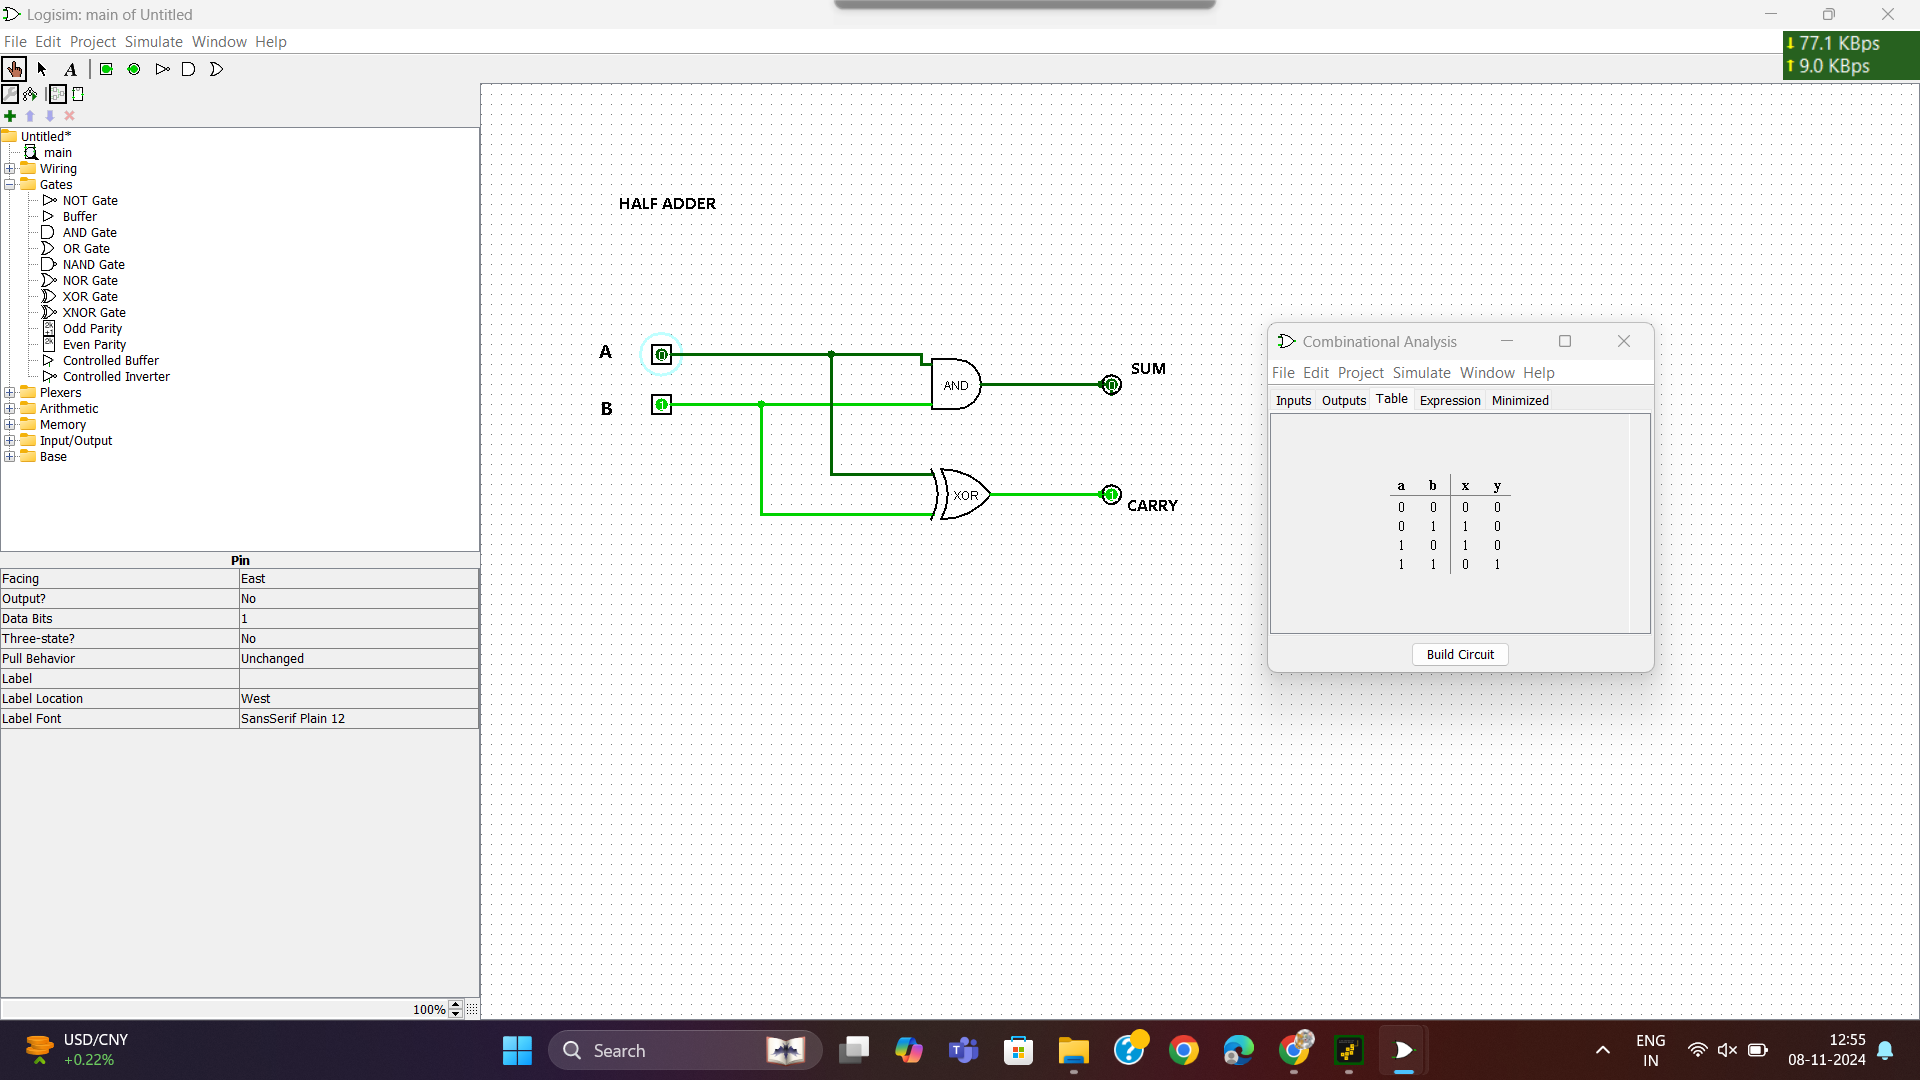 Logisim: main of Untitled
File Edit Project Simulate Window Help
77.1 KBps
9.0 KBps
A
Untitled*
main
Wiring
Gates
NOT Gate
Buffer
AND Gate
OR Gate
NAND Gate
NOR Gate
XOR Gate
XNOR Gate
Odd Parity
Even Parity
Controlled Buffer
Controlled Inverter
Plexers
Arithmetic
Memory
Input/Output
Base
Pin
Facing East
Output? No
Data Bits 1
Three-state? No
Pull Behavior Unchanged
Label
Label Location West
Label Font SansSerif Plain 12
100%
HALF ADDER
A 0
B 1
AND
0 SUM
XOR
1 CARRY
Combinational Analysis
File Edit Project Simulate Window Help
Inputs Outputs Table Expression Minimized
a b x y
0 0 0 0
0 1 1 0
1 0 1 0
1 1 0 1
Build Circuit
USD/CNY
+0.22%
Search
ENG
IN
12:55
08-11-2024